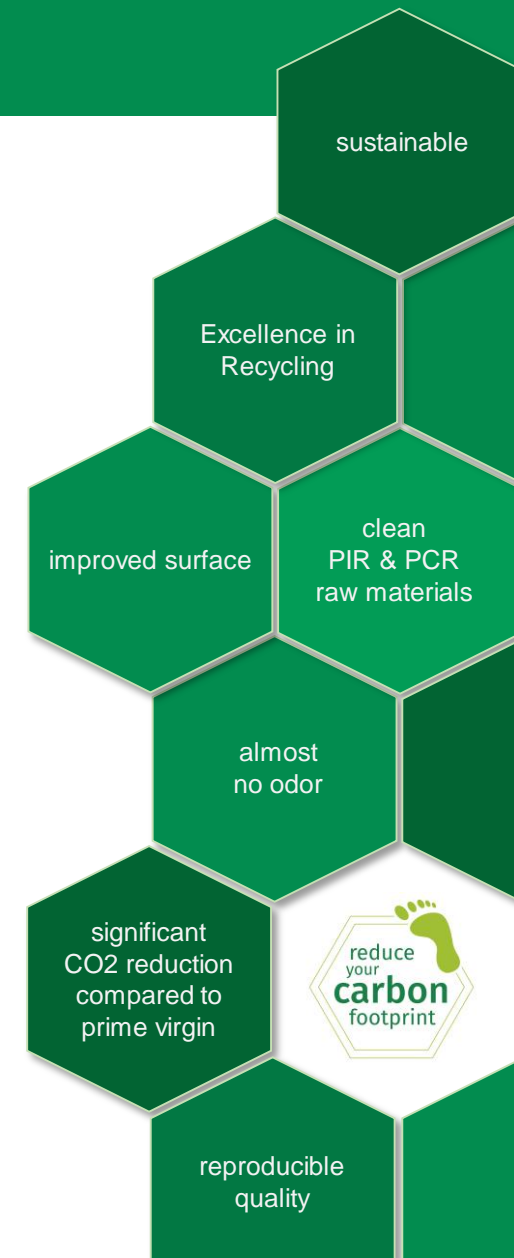 sustainable
Excellence in
Recycling
improved surface
clean
PIR & PCR
raw materials
almost
no odor
significant
CO2 reduction
compared to
prime virgin
reduce
your
carbon
footprint
reproducible
quality